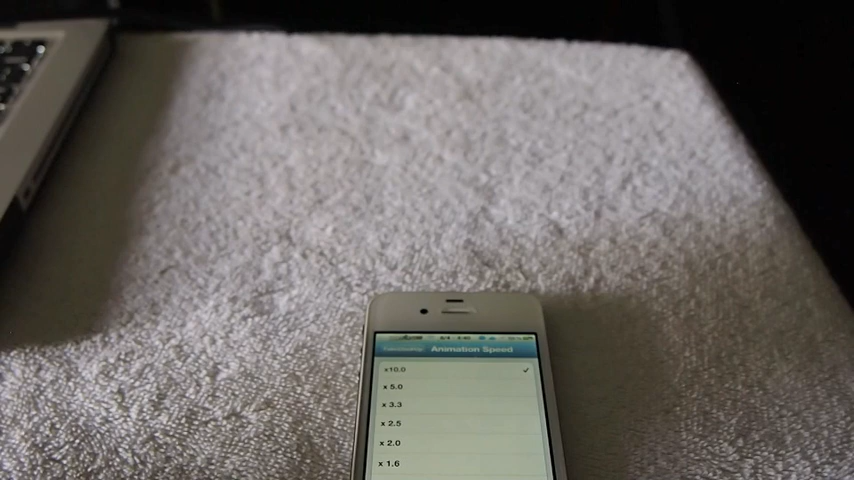 Animation Speed
x10.0
x 5.0
x 3.3
x 2.5
x 2.0
x 1.6